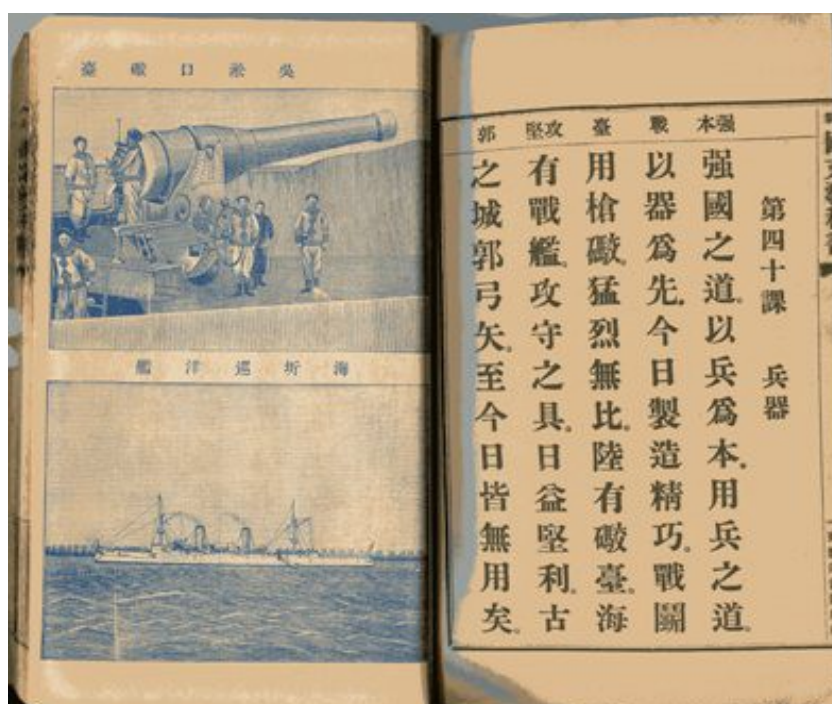 第四十課　兵器
强國之道。以兵爲本。用兵之道。
以器爲先。今日製造精巧。戰鬭
用槍礮。猛烈無比。陸有礮臺。海
有戰艦。攻守之具。日益堅利。古
之城郭弓矢。至今日皆無用矣。
强本
戰
臺
攻堅
郭
吳淞口礮臺
海圻巡洋艦